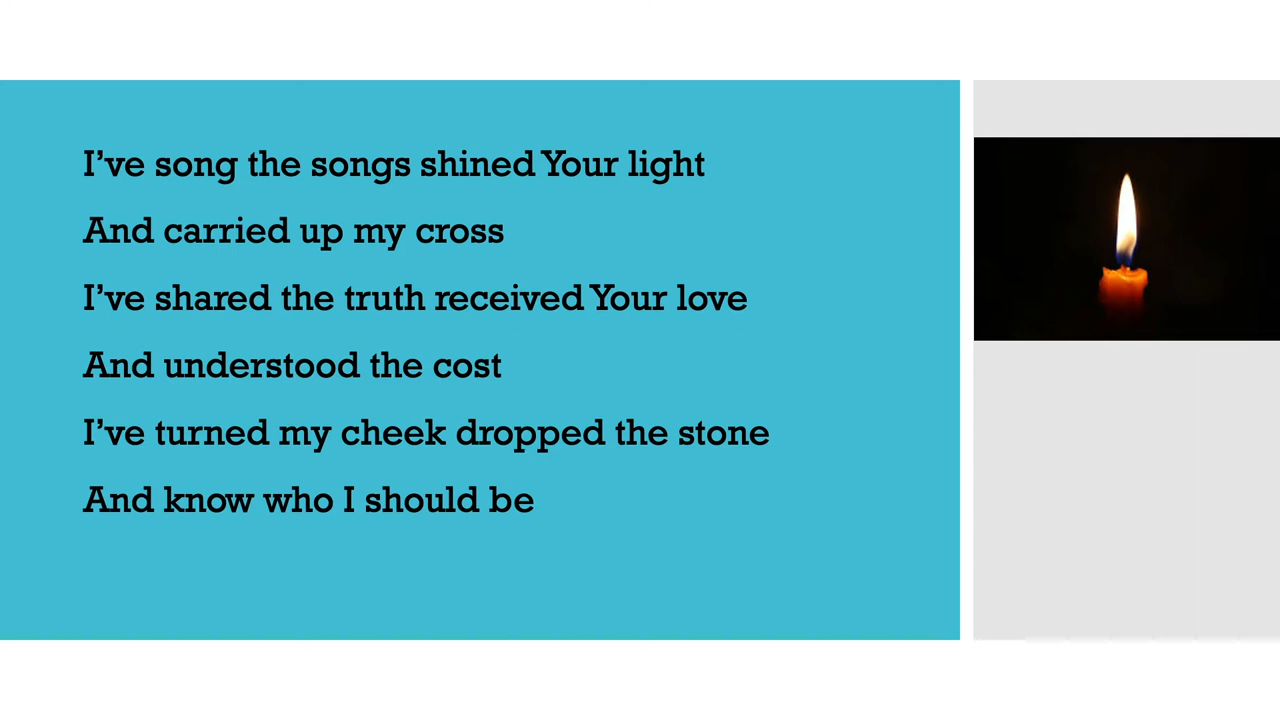 I’ve song the songs shined Your light
And carried up my cross
I’ve shared the truth received Your love
And understood the cost
I’ve turned my cheek dropped the stone
And know who I should be